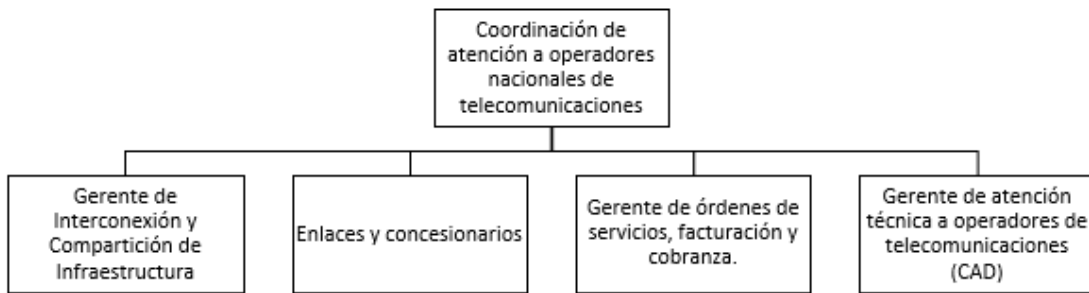 Coordinación de
atención a operadores
nacionales de
telecomunicaciones
Gerente de
Interconexión y
Compartición de
Infraestructura
Enlaces y concesionarios
Gerente de órdenes de
servicios, facturación y
cobranza.
Gerente de atención
técnica a operadores de
telecomunicaciones
(CAD)